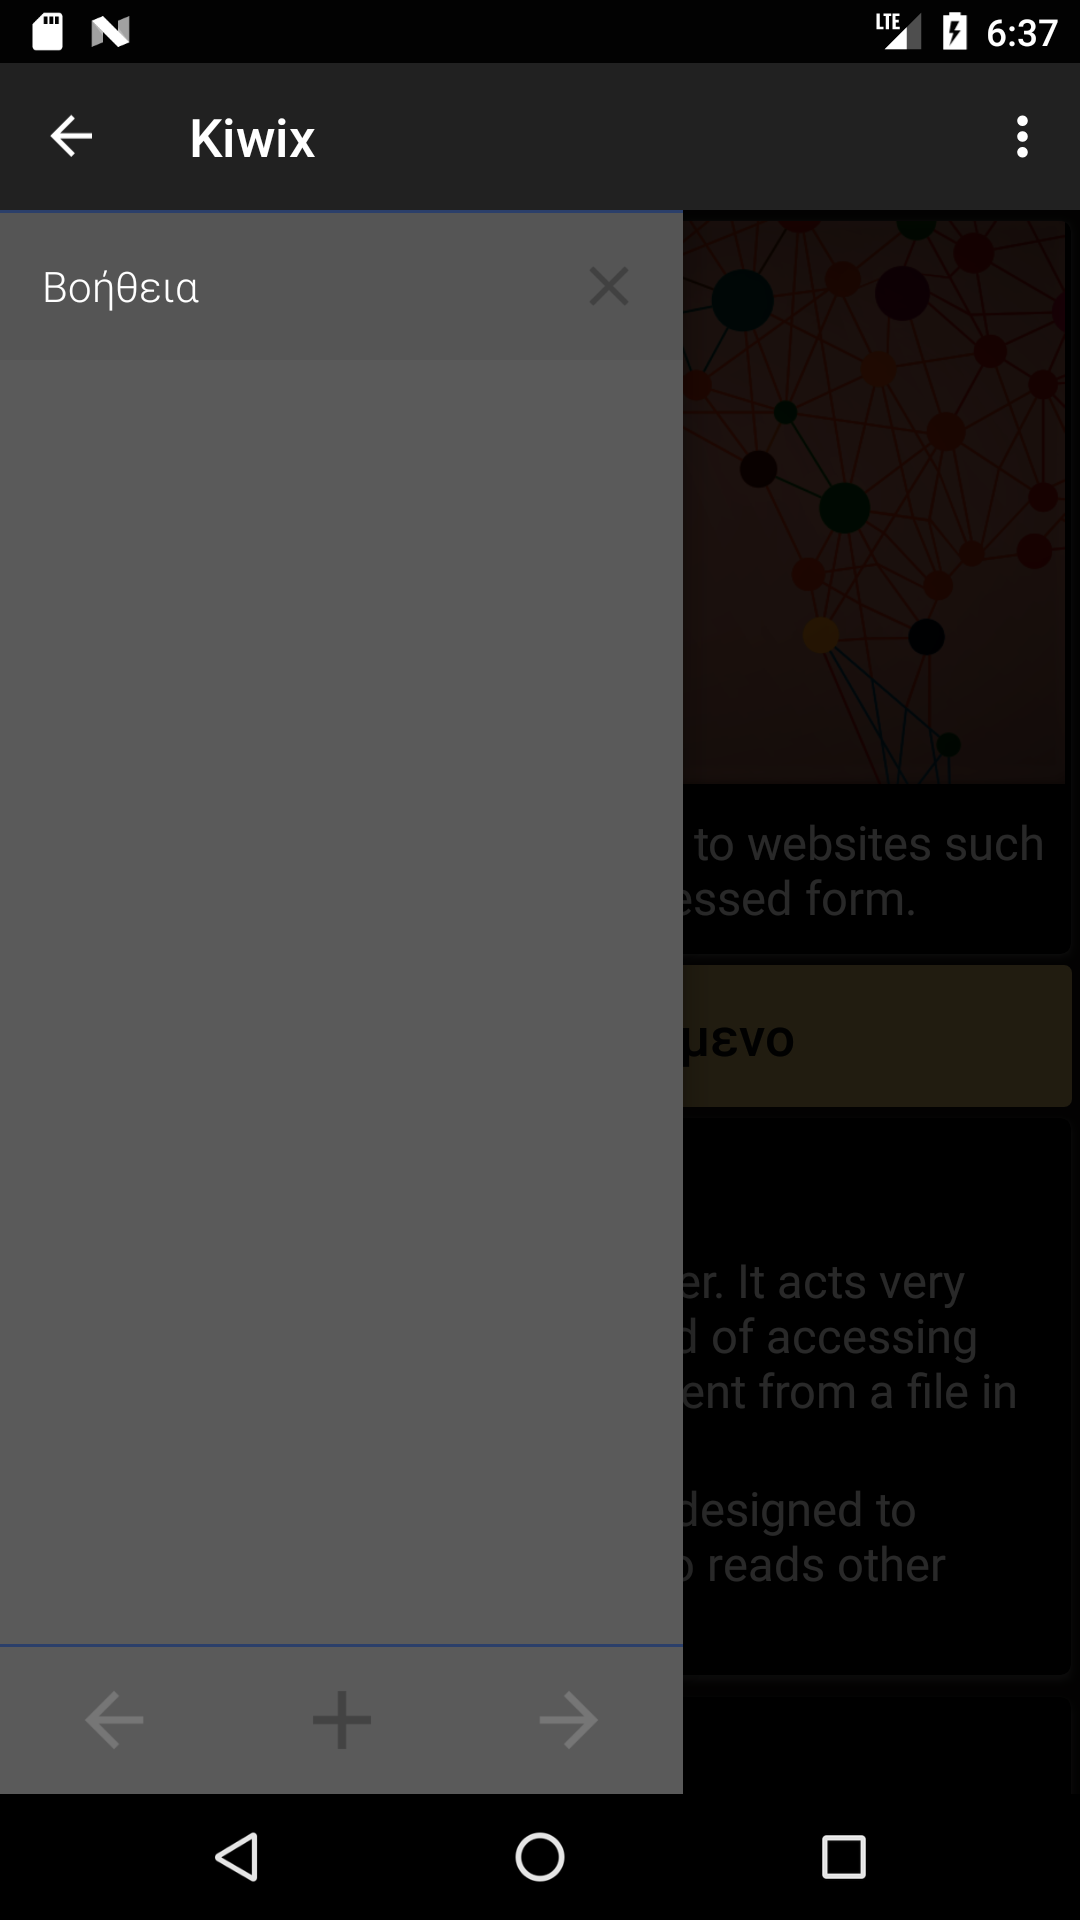 LTE 6:37
Kiwix
Βοήθεια
to websites such
essed form.
μενο
er. It acts very
d of accessing
ent from a file in
designed to
reads other